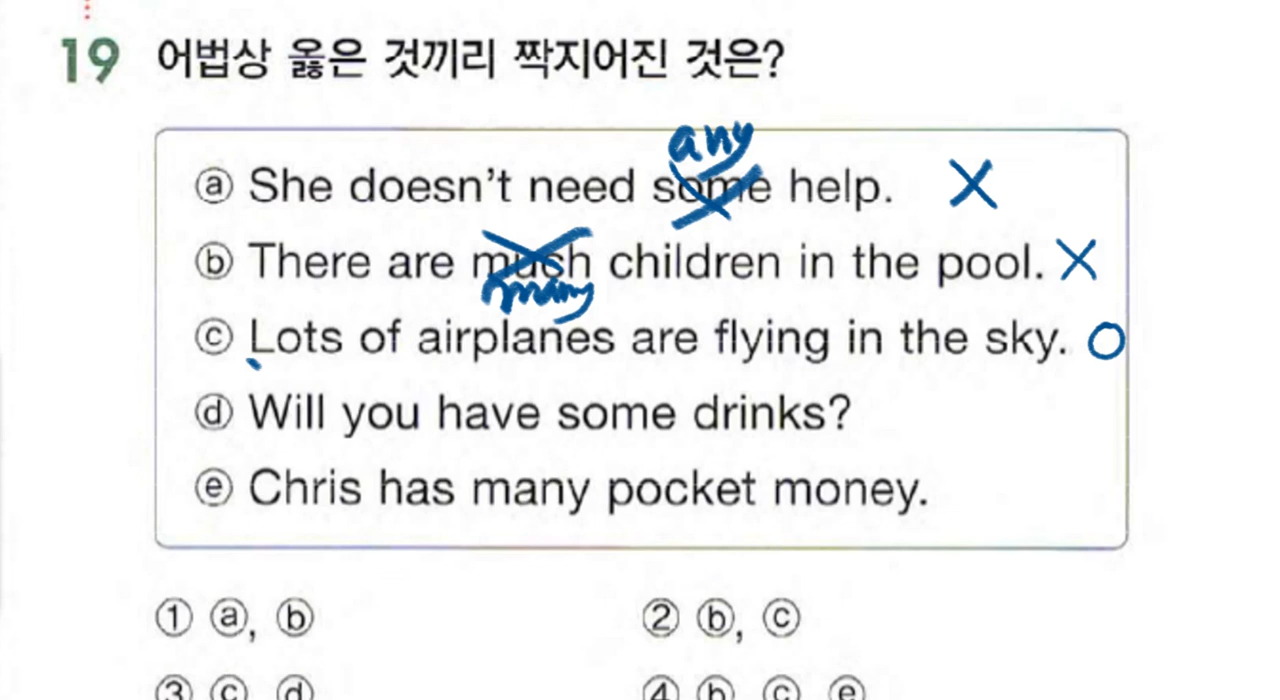 19 어법상 옳은 것끼리 짝지어진 것은?
any
ⓐ She doesn't need some help. X
ⓑ There are much children in the pool. X
many
ⓒ Lots of airplanes are flying in the sky. O
ⓓ Will you have some drinks?
ⓔ Chris has many pocket money.
① ⓐ, ⓑ ② ⓑ, ⓒ
③ ⓒ, ⓓ ④ ⓑ, ⓒ, ⓔ